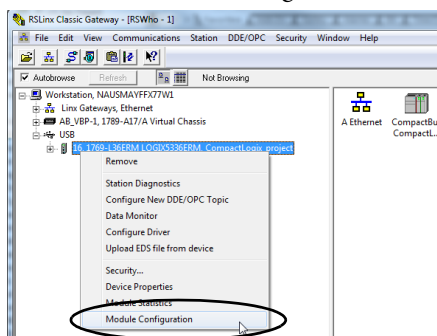 RSLinx Classic Gateway - [RSWho - 1]
File Edit View Communications Station DDE/OPC Security Window Help
Autobrowse Refresh Not Browsing
Workstation, NAUSMAYFFX77W1
Linx Gateways, Ethernet
AB_VBP-1, 1789-A17/A Virtual Chassis
USB
16, 1769-L36ERM LOGIX5336ERM, CompactLogix_project
A Ethernet
CompactBu
CompactL...
Remove
Station Diagnostics
Configure New DDE/OPC Topic
Data Monitor
Configure Driver
Upload EDS file from device
Security...
Device Properties
Module Statistics
Module Configuration